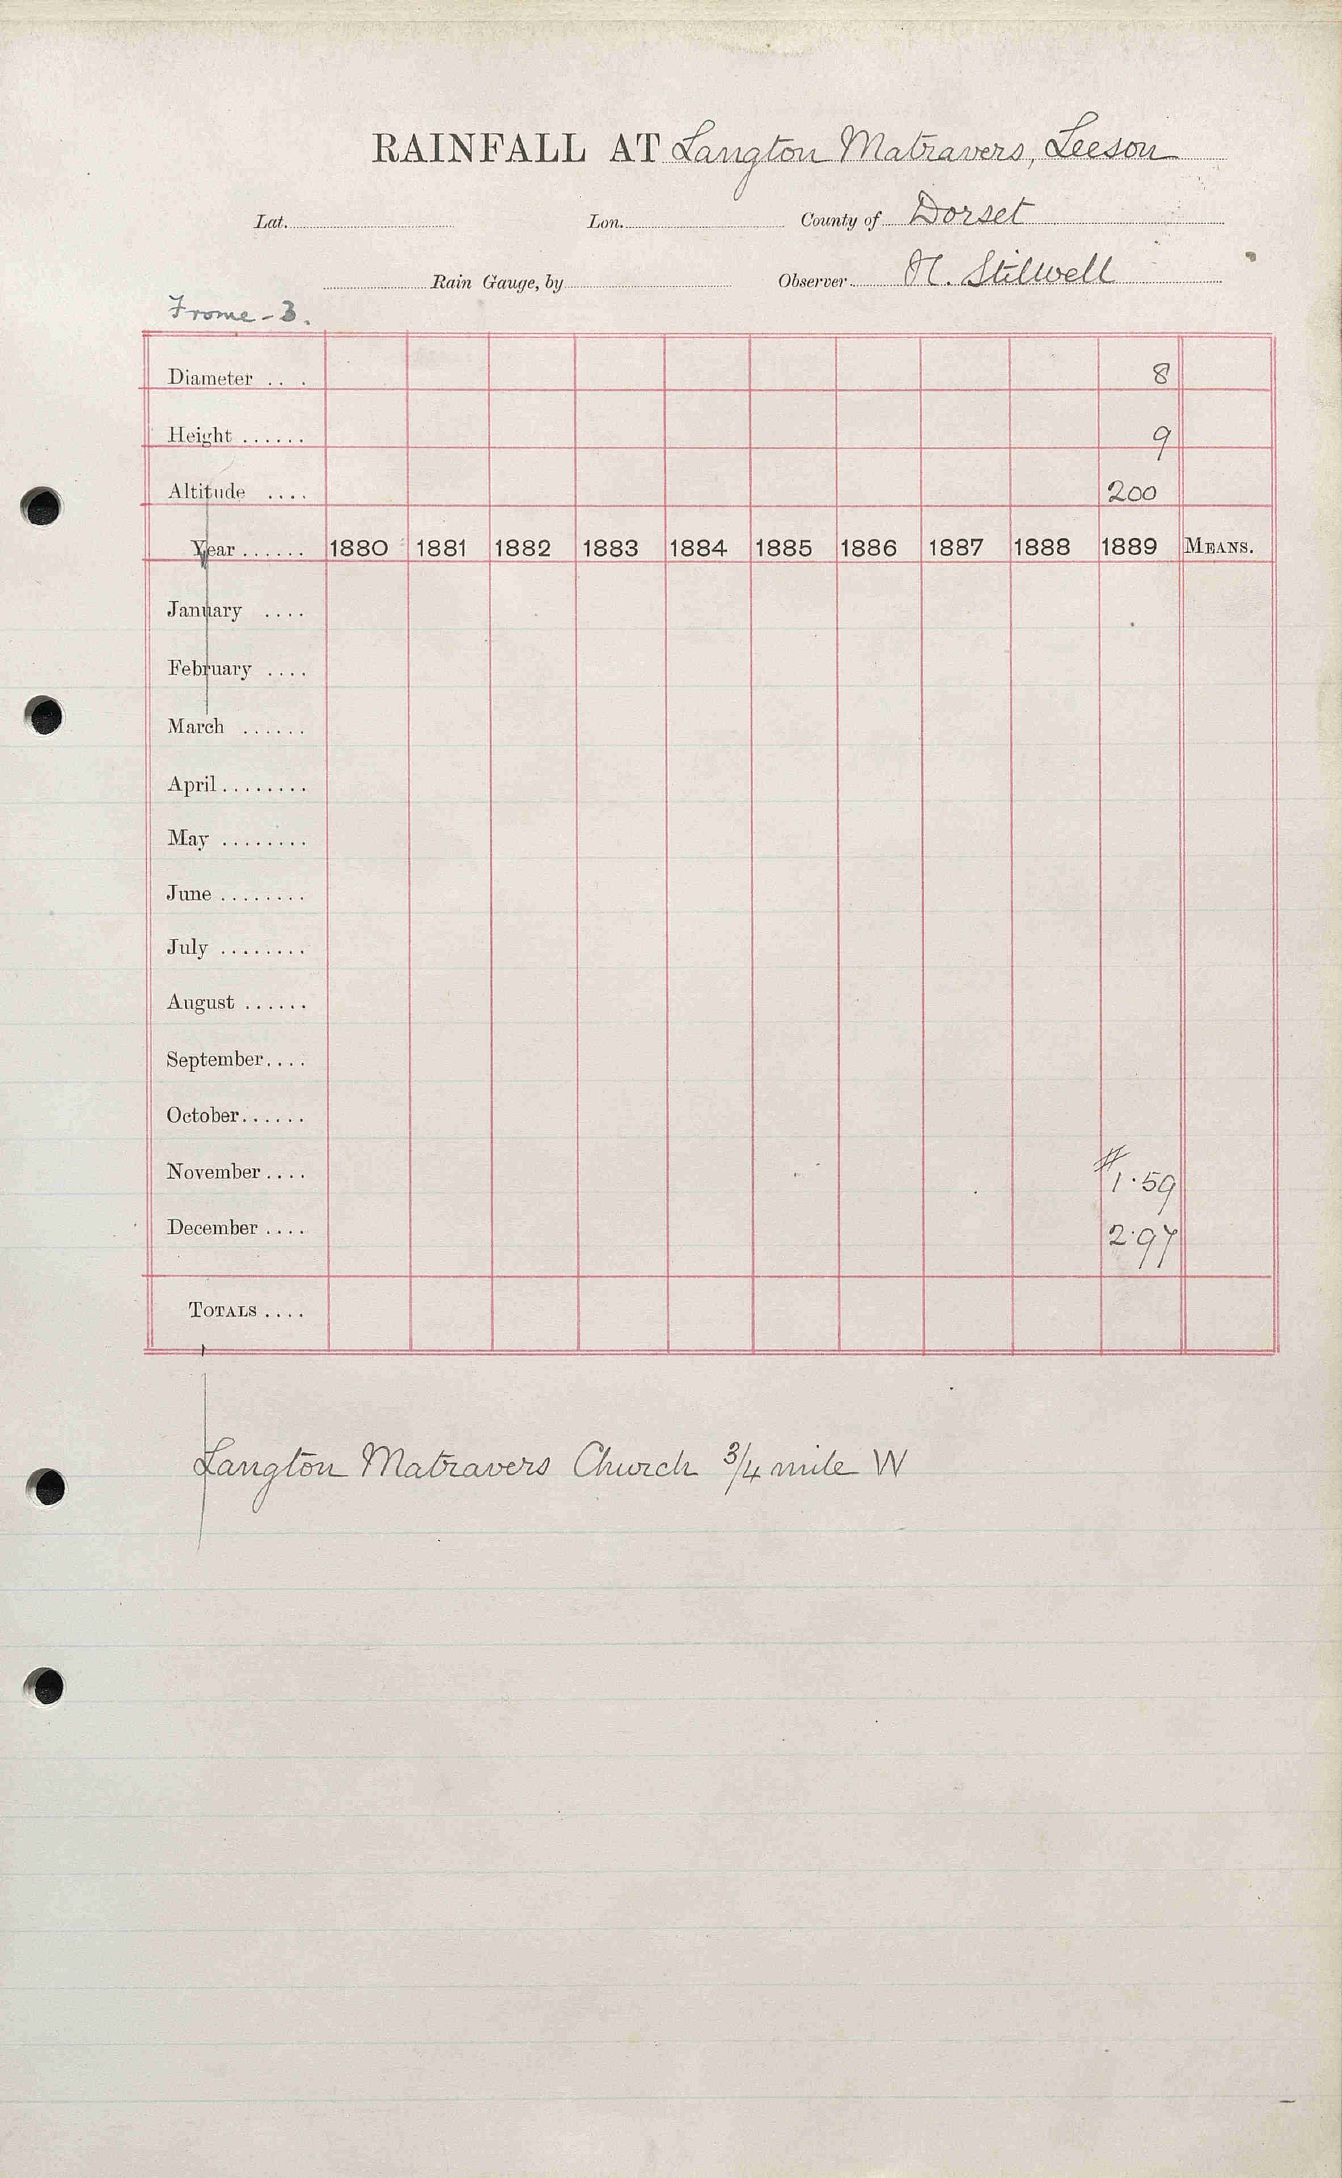 RAINFALL AT Langton Matravers, Leeson
Lat. Lon. County of Dorset
Rain Gauge, by Observer H. Stilwell
Frome - 3.
Diameter .. . 8
Height ...... 9
Altitude .... 200
Year ...... 1880 1881 1882 1883 1884 1885 1886 1887 1888 1889 MEANS.
January ....
February ....
March ......
April ........
May ........
June ........
July ........
August ......
September ....
October ......
November .... # 1.59
December .... 2.97
TOTALS ....
Langton Matravers Church 3/4 mile W